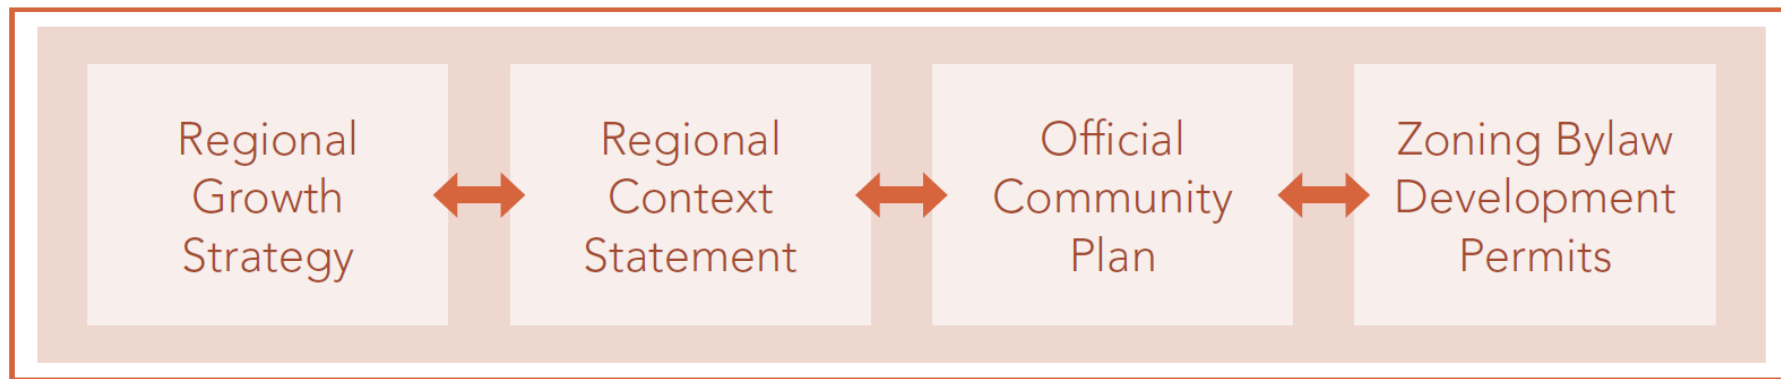 Regional
Growth
Strategy
Regional
Context
Statement
Official
Community
Plan
Zoning Bylaw
Development
Permits